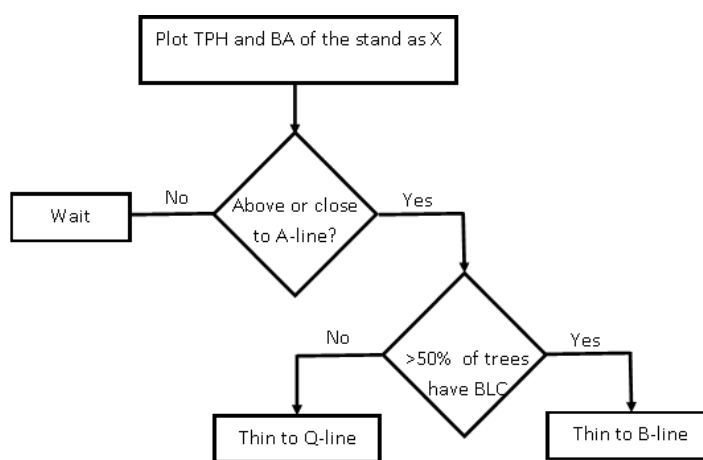 Plot TPH and BA of the stand as X
No
Yes
Wait
Above or close
to A-line?
No
Yes
>50% of trees
have BLC
Thin to Q-line
Thin to B-line